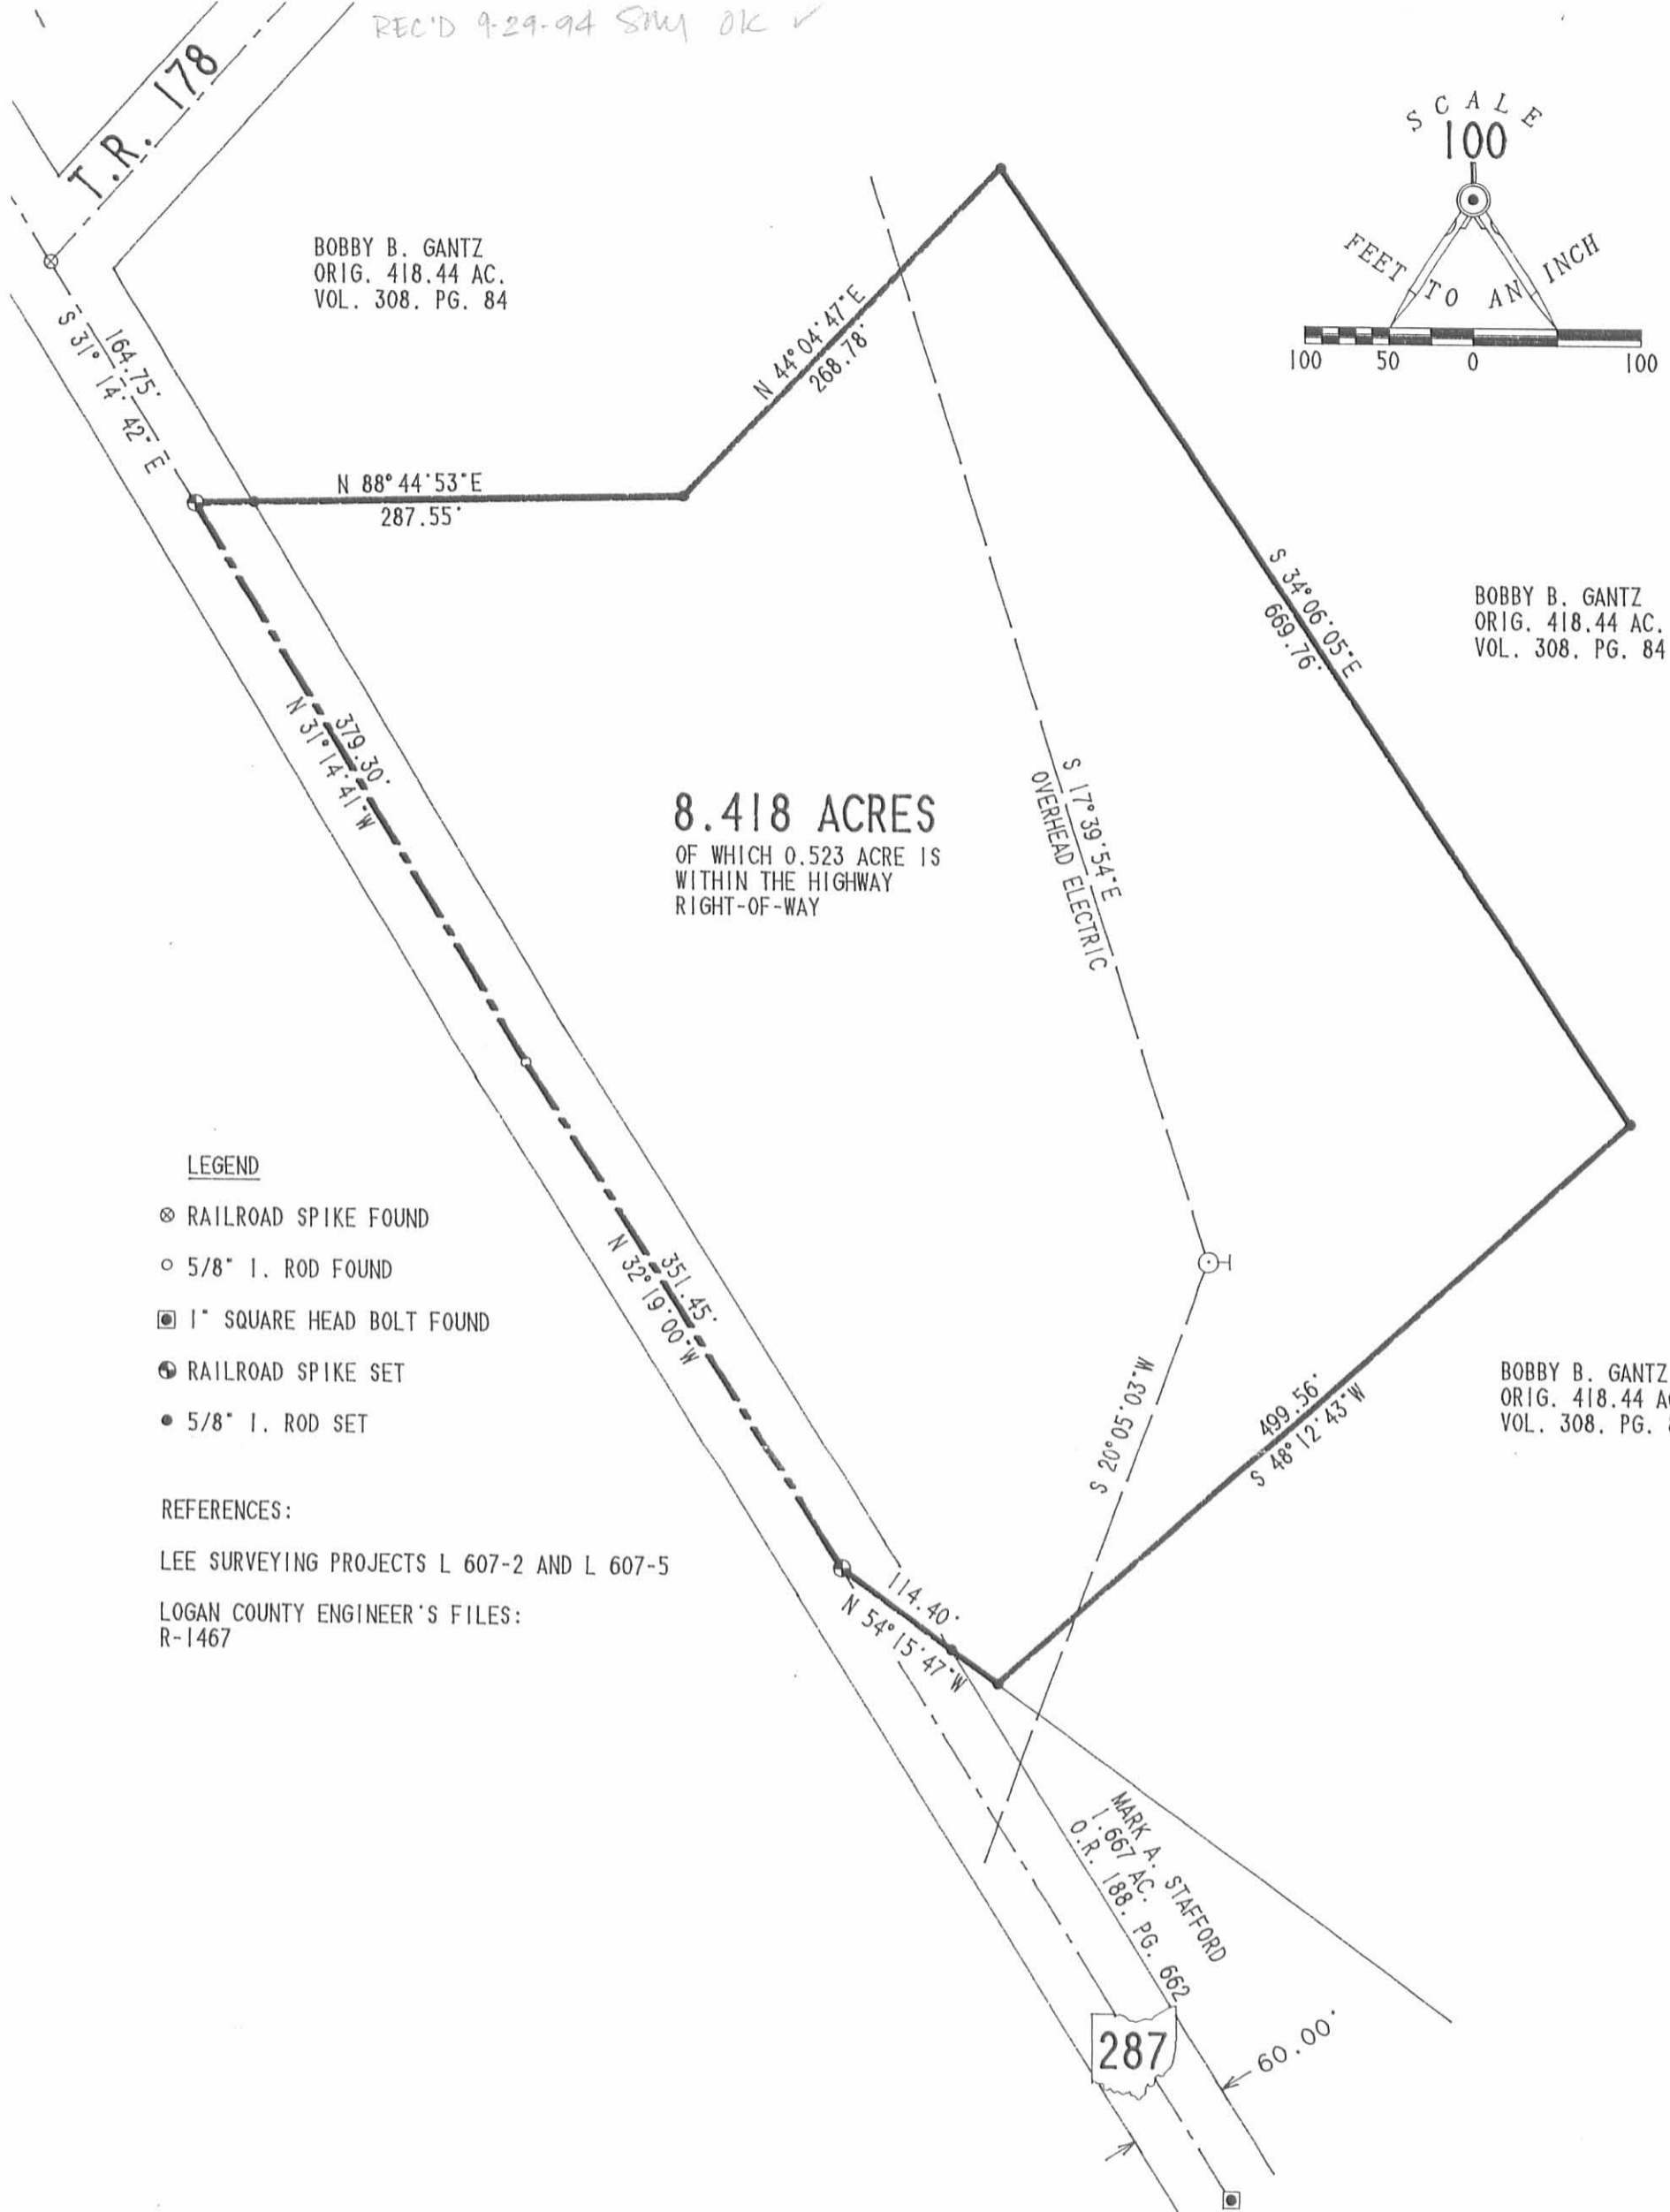 REC'D 9-29-94 SMY OK ✓
T.R. 178
SCALE
100
FEET TO AN INCH
100 50 0 100
BOBBY B. GANTZ
ORIG. 418.44 AC.
VOL. 308. PG. 84
164.75'
S 31° 14' 42" E
N 44°04'47"E
268.78'
N 88°44'53"E
287.55'
S 34°06'05"E
669.76'
BOBBY B. GANTZ
ORIG. 418.44 AC.
VOL. 308. PG. 84
379.30'
N 31°14'41"W
8.418 ACRES
OF WHICH 0.523 ACRE IS
WITHIN THE HIGHWAY
RIGHT-OF-WAY
S 17°39'54"E
OVERHEAD ELECTRIC
LEGEND
⊗ RAILROAD SPIKE FOUND
○ 5/8" I. ROD FOUND
1" SQUARE HEAD BOLT FOUND
RAILROAD SPIKE SET
● 5/8" I. ROD SET
351.45'
N 32°19'00"W
S 20°05'03"W
499.56'
S 48°12'43"W
BOBBY B. GANTZ
ORIG. 418.44 A
VOL. 308. PG.
REFERENCES:
LEE SURVEYING PROJECTS L 607-2 AND L 607-5
LOGAN COUNTY ENGINEER'S FILES:
R-1467
114.40'
N 54°15'47"W
MARK A. STAFFORD
1.667 AC.
O.R. 188. PG. 662
287
60.00'